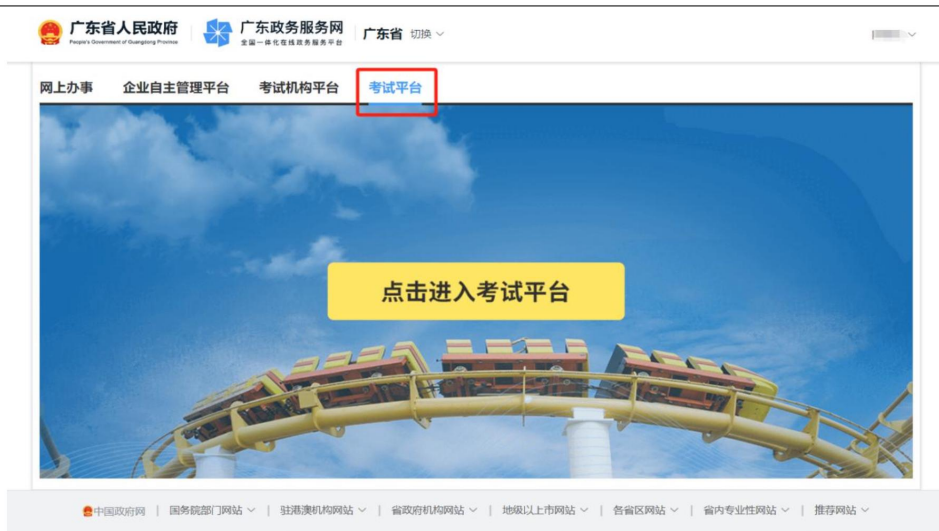 广东省人民政府
People's Government of Guangdong Province
广东政务服务网
全国一体化在线政务服务平台
广东省 切换
网上办事 企业自主管理平台 考试机构平台 考试平台
点击进入考试平台
中国政府网 | 国务院部门网站 | 驻港澳机构网站 | 省政府机构网站 | 地级以上市网站 | 各省区网站 | 省内专业性网站 | 推荐网站